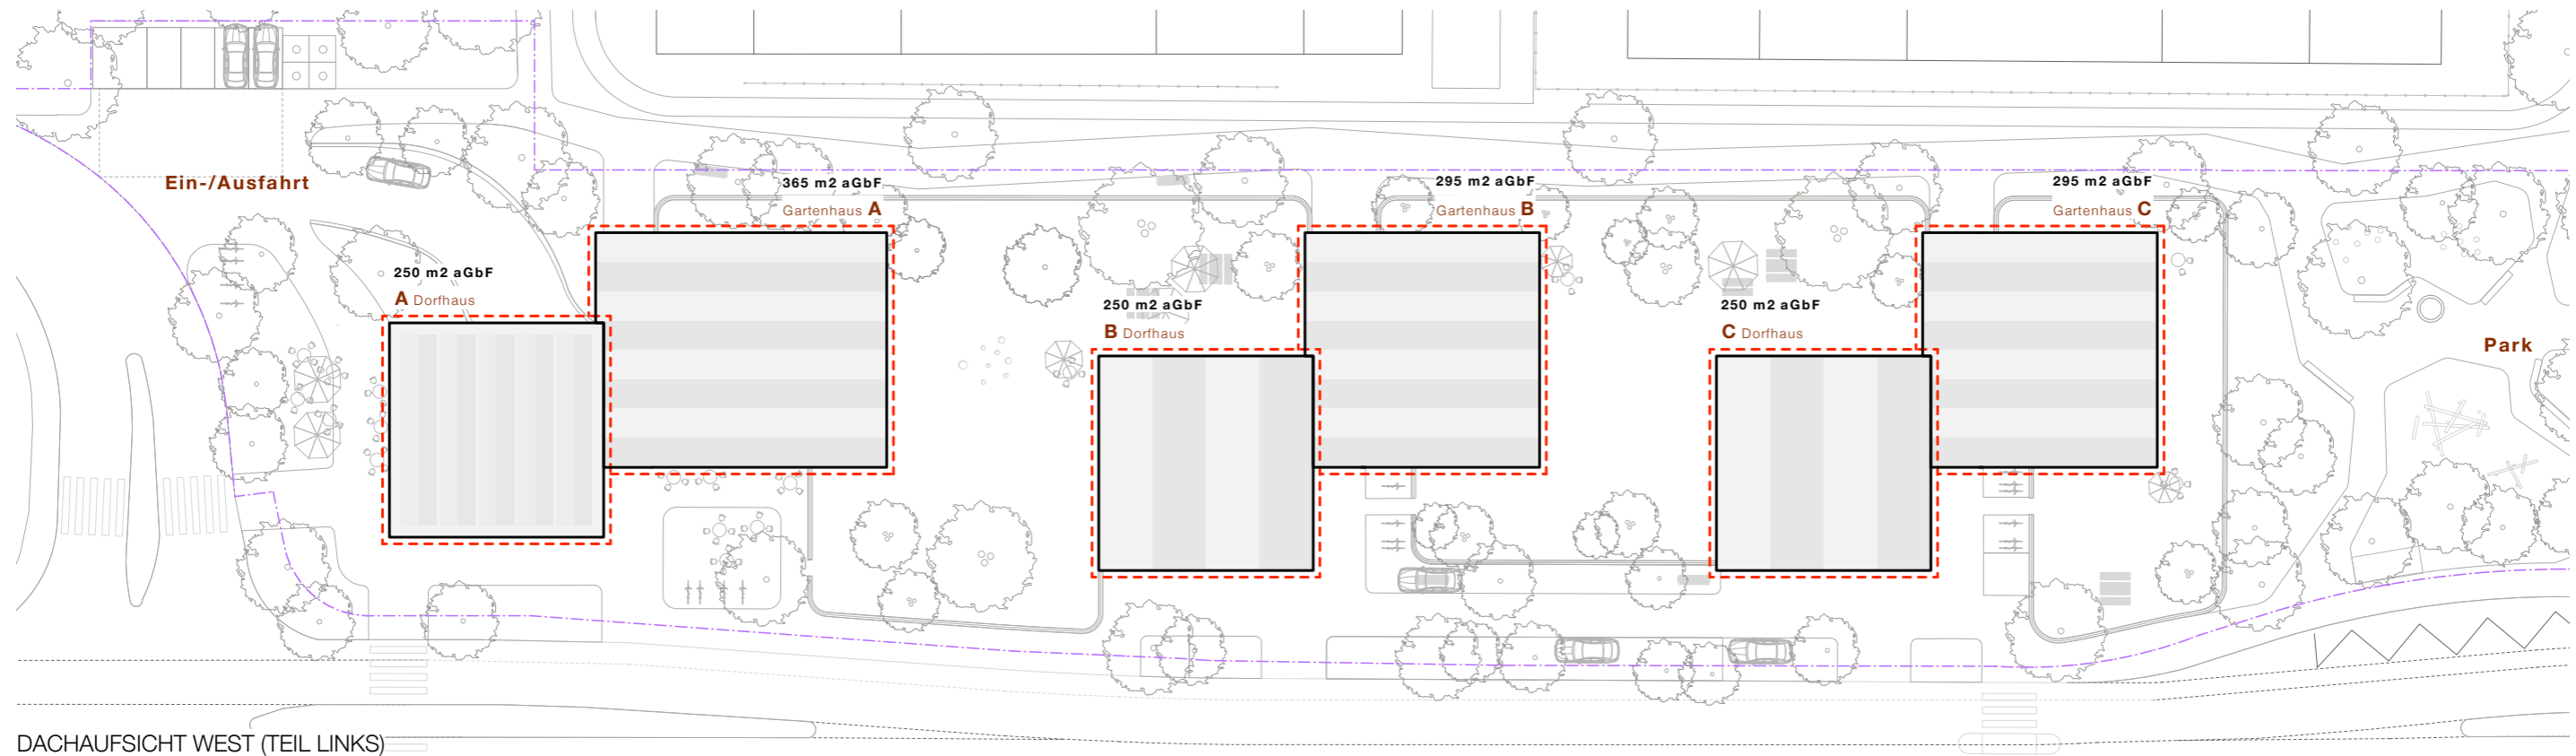 Ein-/Ausfahrt
365 m2 aGbF
Gartenhaus A
295 m2 aGbF
Gartenhaus B
295 m2 aGbF
Gartenhaus C
250 m2 aGbF
A Dorfhaus
250 m2 aGbF
B Dorfhaus
250 m2 aGbF
C Dorfhaus
Park
DACHAUFSICHT WEST (TEIL LINKS)